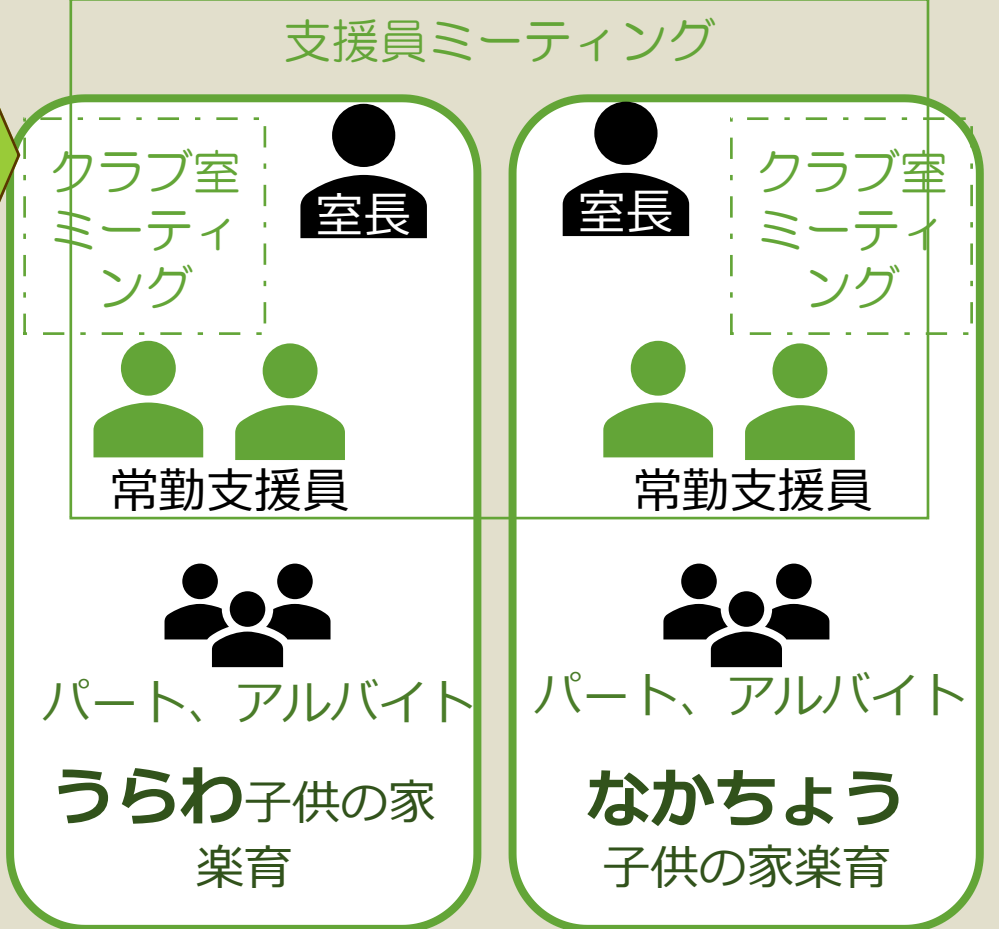 支援員ミーティング
クラブ室
ミーティ
ング
室長
常勤支援員
パート、アルバイト
うらわ子供の家
楽育
室長
クラブ室
ミーティ
ング
常勤支援員
パート、アルバイト
なかちょう
子供の家楽育